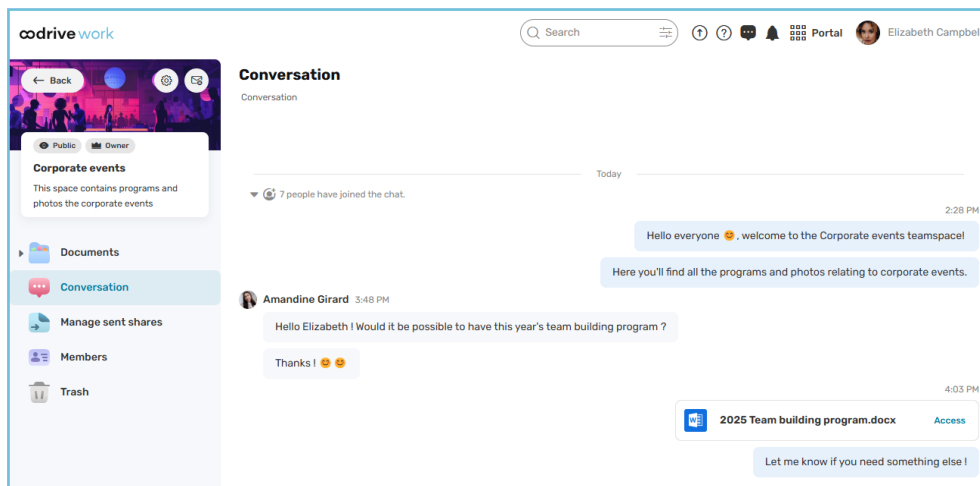 oodrive work
Search
Portal
Elizabeth Campbel
Back
Public
Owner
Corporate events
This space contains programs and
photos the corporate events
Documents
Conversation
Manage sent shares
Members
Trash
Conversation
Conversation
Today
7 people have joined the chat.
2:28 PM
Hello everyone 😊, welcome to the Corporate events teamspace!
Here you'll find all the programs and photos relating to corporate events.
Amandine Girard 3:48 PM
Hello Elizabeth ! Would it be possible to have this year's team building program ?
Thanks ! 😊 😊
4:03 PM
2025 Team building program.docx Access
Let me know if you need something else !